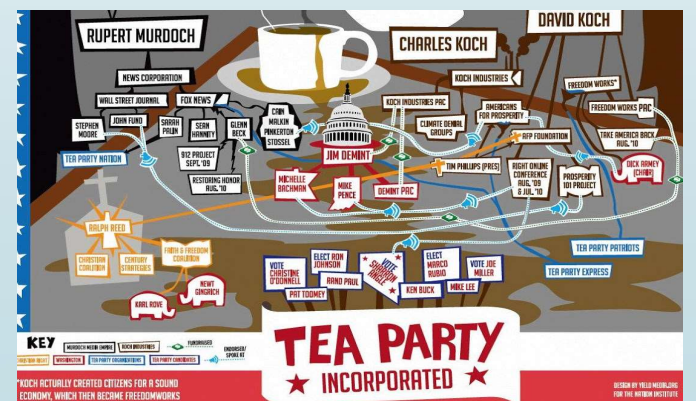 RUPERT MURDOCH
NEWS CORPORATION
WALL STREET JOURNAL
FOX NEWS
STEPHEN MOORE
JOHN FUND
SARAH PALIN
SEAN HANNITY
GLENN BECK
CAIN
MALKIN
PINKERTON
STOSSEL
TEA PARTY NATION
912 PROJECT
SEPT. '09
RESTORING HONOR
AUG. '10
CHARLES KOCH
DAVID KOCH
KOCH INDUSTRIES
KOCH INDUSTRIES PAC
CLIMATE DENIAL
GROUPS
AMERICANS
FOR PROSPERITY
FREEDOM WORKS*
FREEDOM WORKS PAC
AFP FOUNDATION
TAKE AMERICA BACK
AUG. '10
JIM DEMINT
TIM PHILLIPS (PRES)
RIGHT ONLINE
CONFERENCE
AUG. '09
& JUL. '10
PROSPERITY
101 PROJECT
DICK ARMEY
(CHAIR)
MICHELLE
BACHMAN
MIKE
PENCE
DEMINT PAC
RALPH REED
CHRISTIAN
COALITION
CENTURY
STRATEGIES
FAITH & FREEDOM
COALITION
KARL ROVE
NEWT
GINGRICH
VOTE
CHRISTINE
O'DONNELL
ELECT RON
JOHNSON
PAT TOOMEY
RAND PAUL
VOTE
SHARRON
ANGLE
ELECT
MARCO
RUBIO
KEN BUCK
VOTE JOE
MILLER
MIKE LEE
TEA PARTY PATRIOTS
TEA PARTY EXPRESS
KEY
MURDOCH MEDIA EMPIRE
KOCH INDUSTRIES
FUNDRAISED
ENDORSED/
SPOKE AT
CHRISTIAN RIGHT
WASHINGTON
TEA PARTY ORGANIZATIONS
TEA PARTY CANDIDATES
*KOCH ACTUALLY CREATED CITIZENS FOR A SOUND
ECONOMY, WHICH THEN BECAME FREEDOMWORKS
TEA PARTY
INCORPORATED
FOR THE NATION INSTITUTE